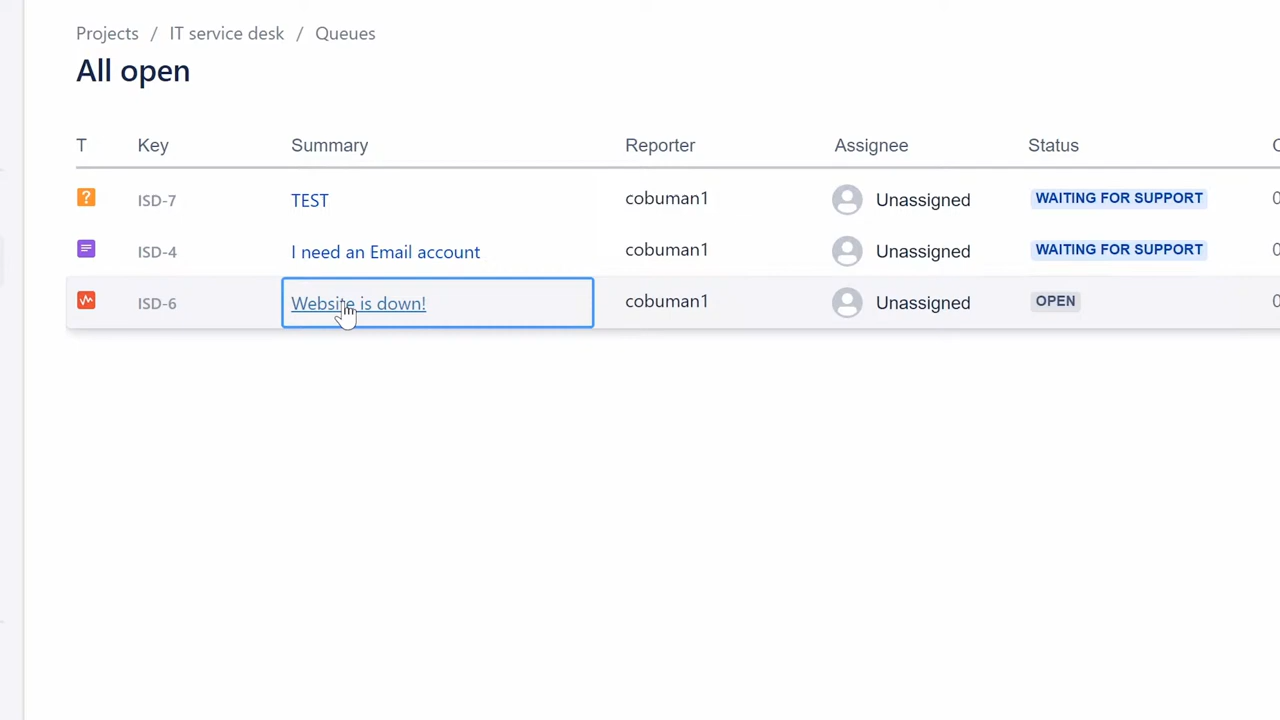 Projects / IT service desk / Queues
All open
T Key Summary Reporter Assignee Status
? ISD-7 TEST cobuman1 Unassigned WAITING FOR SUPPORT
ISD-4 I need an Email account cobuman1 Unassigned WAITING FOR SUPPORT
ISD-6 Website is down! cobuman1 Unassigned OPEN